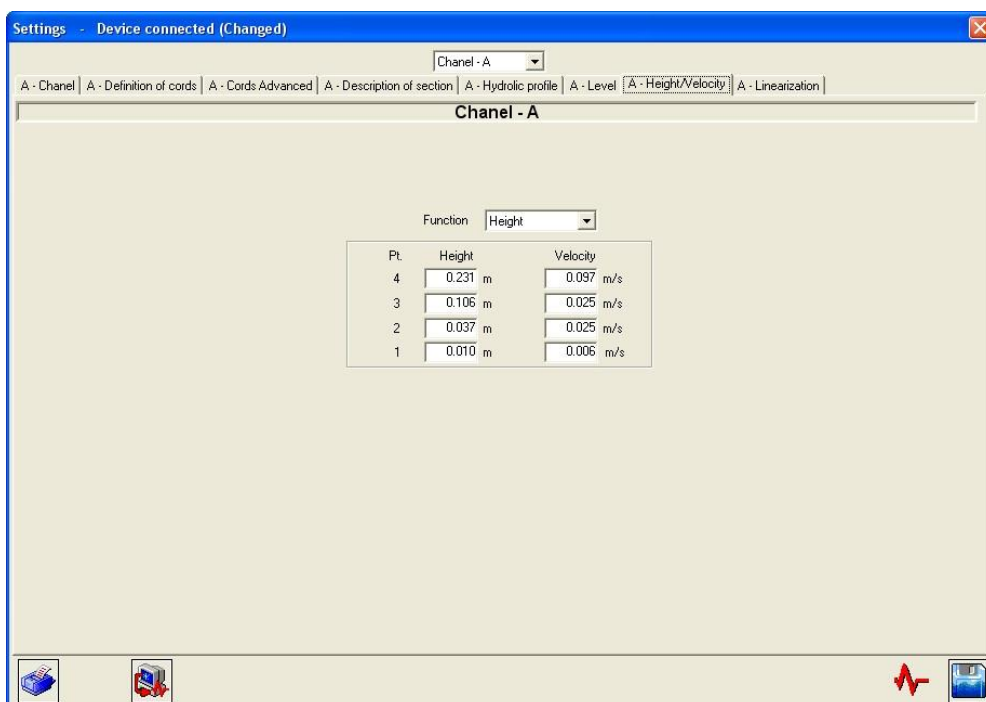 Settings - Device connected (Changed)
Chanel - A
A - Chanel A - Definition of cords A - Cords Advanced A - Description of section A - Hydrolic profile A - Level A - Height/Velocity A - Linearization
Chanel - A
Function Height
Pt. Height Velocity
4 0.231 m 0.097 m/s
3 0.106 m 0.025 m/s
2 0.037 m 0.025 m/s
1 0.010 m 0.006 m/s